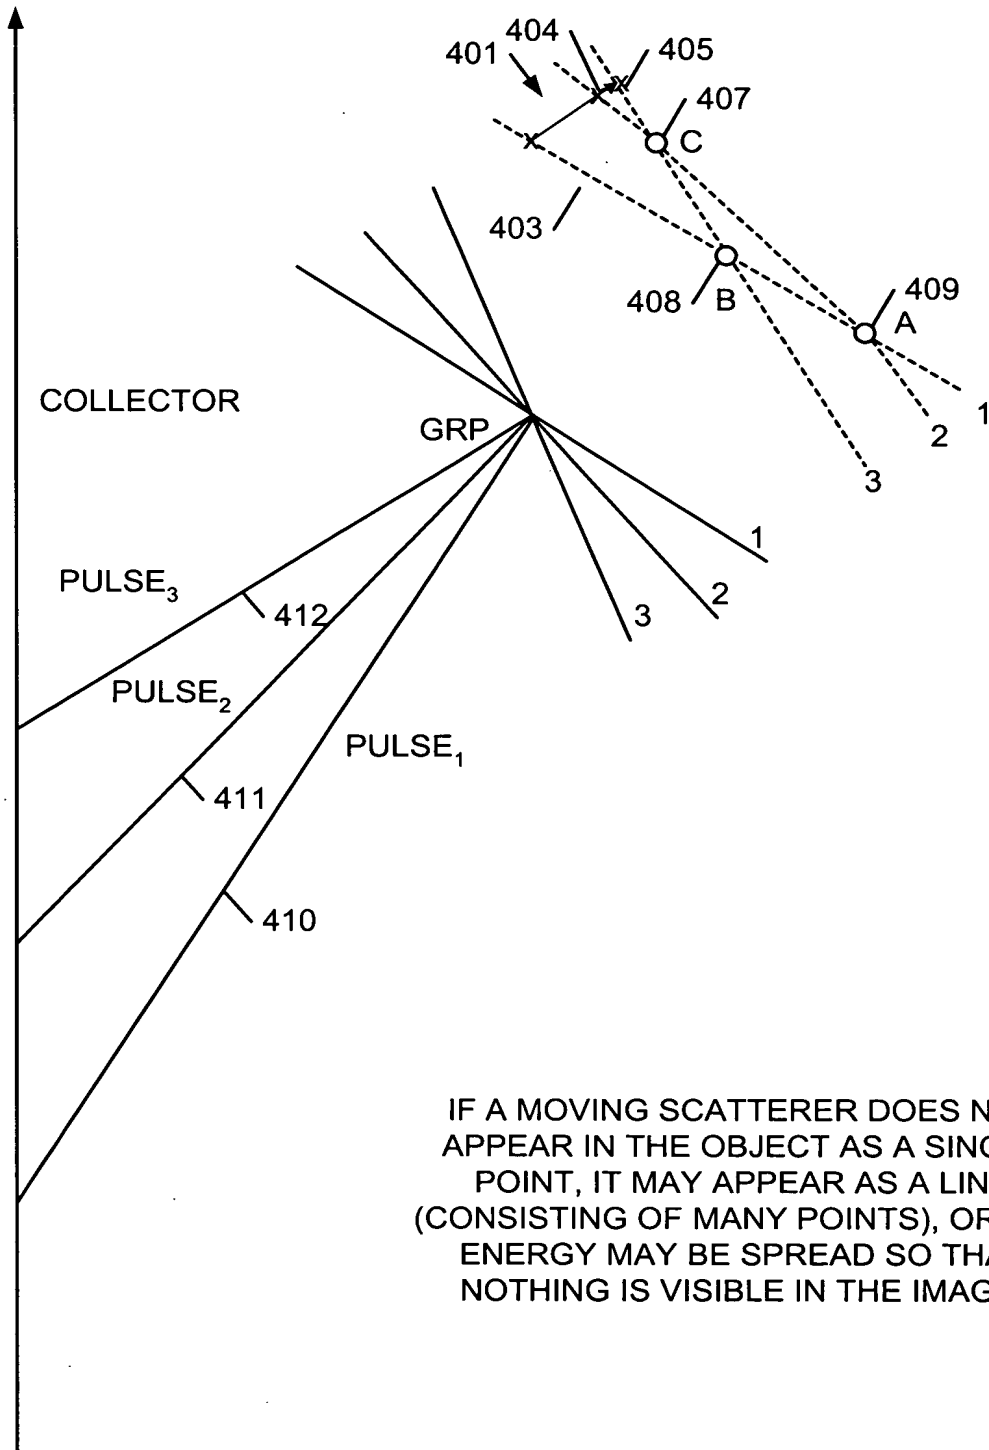 404
401
405
407
C
403
408
B
409
A
1
2
3
COLLECTOR
GRP
1
2
3
PULSE3
412
PULSE2
PULSE1
411
410
IF A MOVING SCATTERER DOES N
APPEAR IN THE OBJECT AS A SING
POINT, IT MAY APPEAR AS A LIN
(CONSISTING OF MANY POINTS), OR
ENERGY MAY BE SPREAD SO THA
NOTHING IS VISIBLE IN THE IMAG